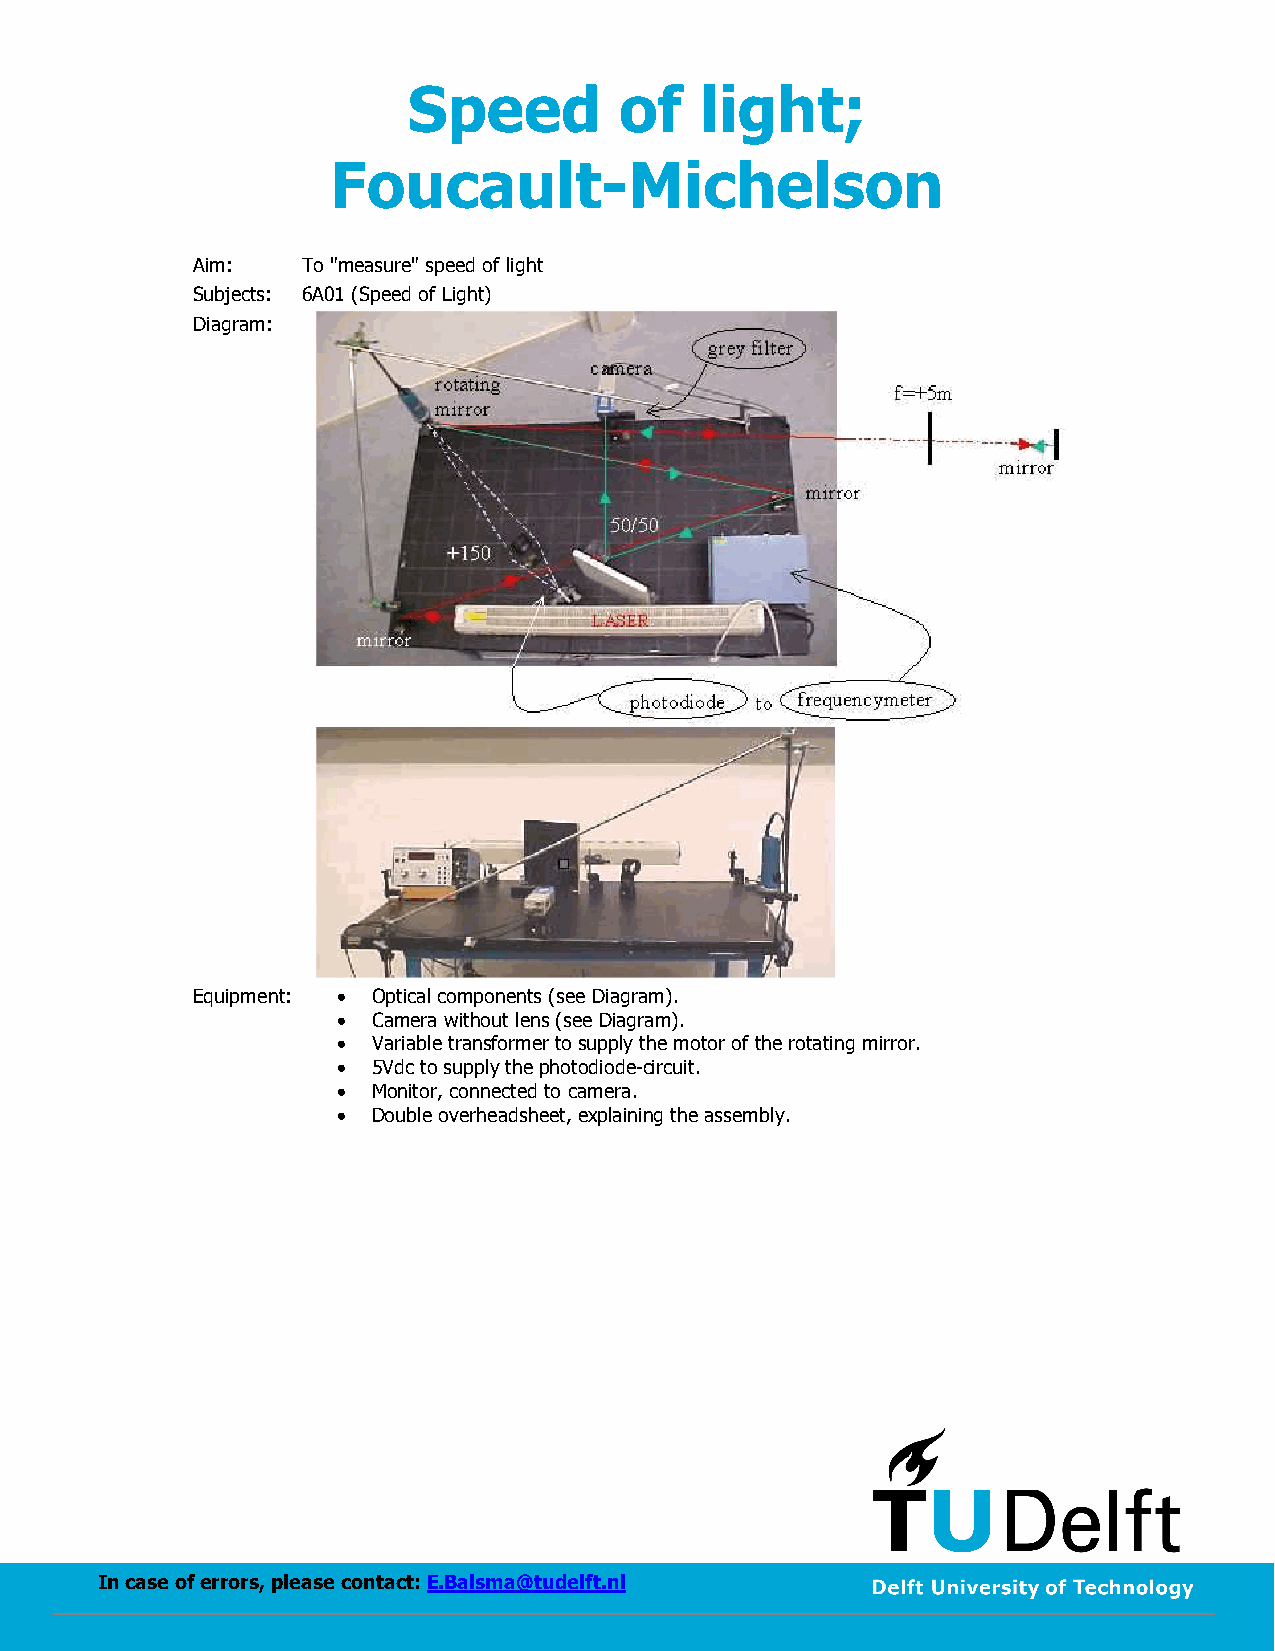 Speed of light;
Foucault-Michelson
Aim: To "measure" speed of light
Subjects: 6A01 (Speed of Light)
Diagram:
grey filter
camera
rotating
mirror
f=+5m
mirror
mirror
50/50
+150
LASER
mirror
photodiode to frequencymeter
Equipment: • Optical components (see Diagram).
• Camera without lens (see Diagram).
• Variable transformer to supply the motor of the rotating mirror.
• 5Vdc to supply the photodiode-circuit.
• Monitor, connected to camera.
• Double overheadsheet, explaining the assembly.
TU Delft
In case of errors, please contact: E.Balsma@tudelft.nl
Delft University of Technology